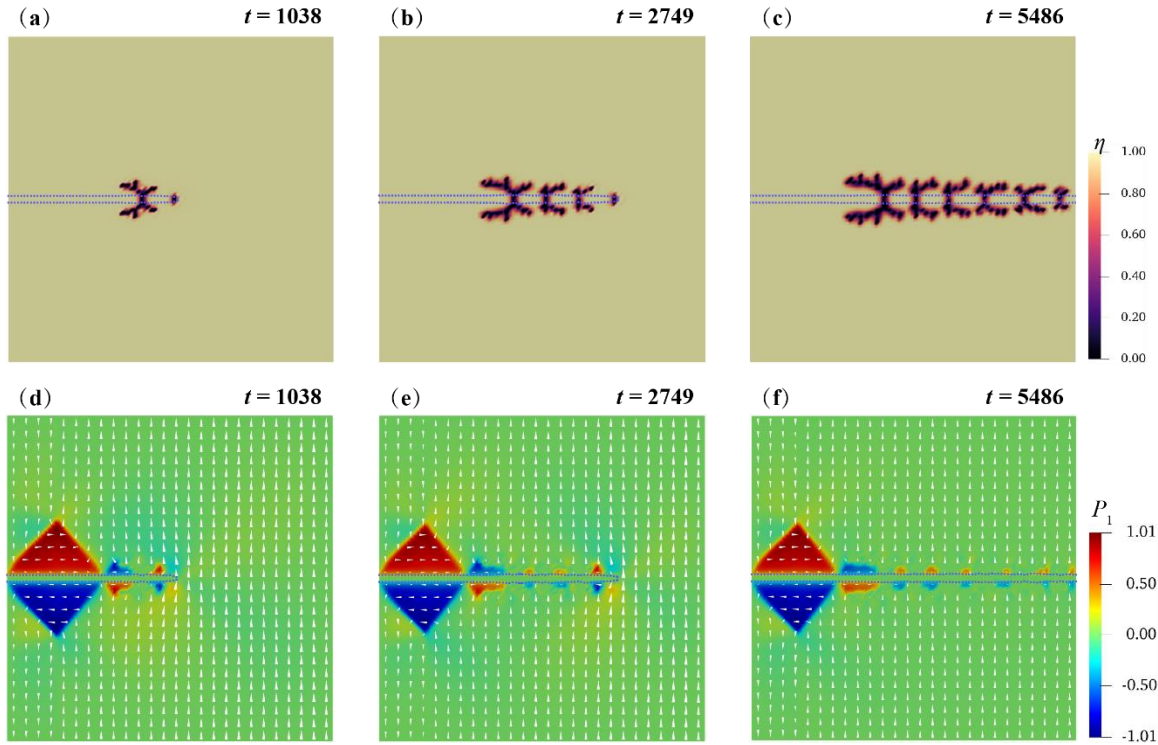 (a) t = 1038
(b) t = 2749
(c) t = 5486
η
1.00
0.80
0.60
0.40
0.20
0.00
(d) t = 1038
(e) t = 2749
(f) t = 5486
P₁
1.01
0.50
0.00
-0.50
-1.01